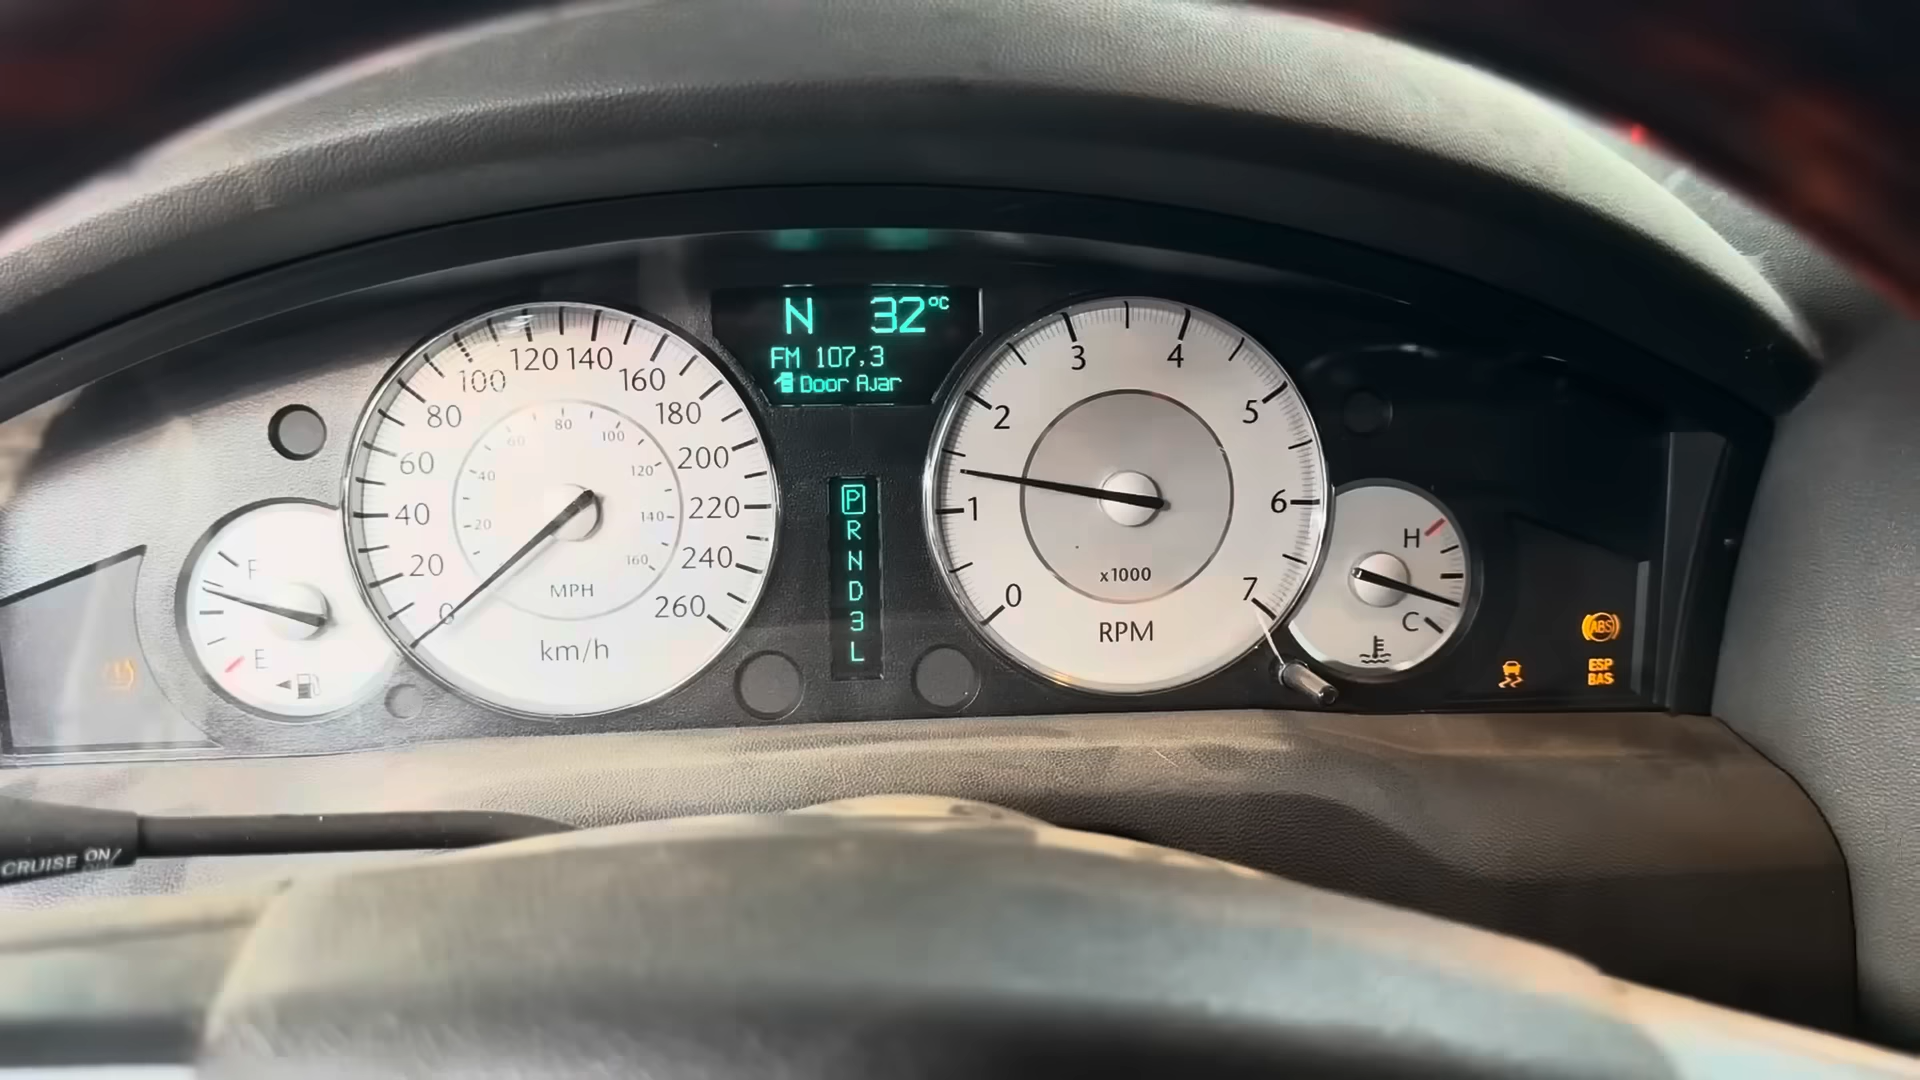 N 32°C
FM 107,3
Door Ajar
0
20
40
60
80
100
120
140
160
180
200
220
240
260
km/h
20
40
60
80
100
120
140
160
MPH
P
R
N
D
3
L
0
1
2
3
4
5
6
7
x1000
RPM
F
E
H
C
ABS
ESP
BAS
CRUISE ON/